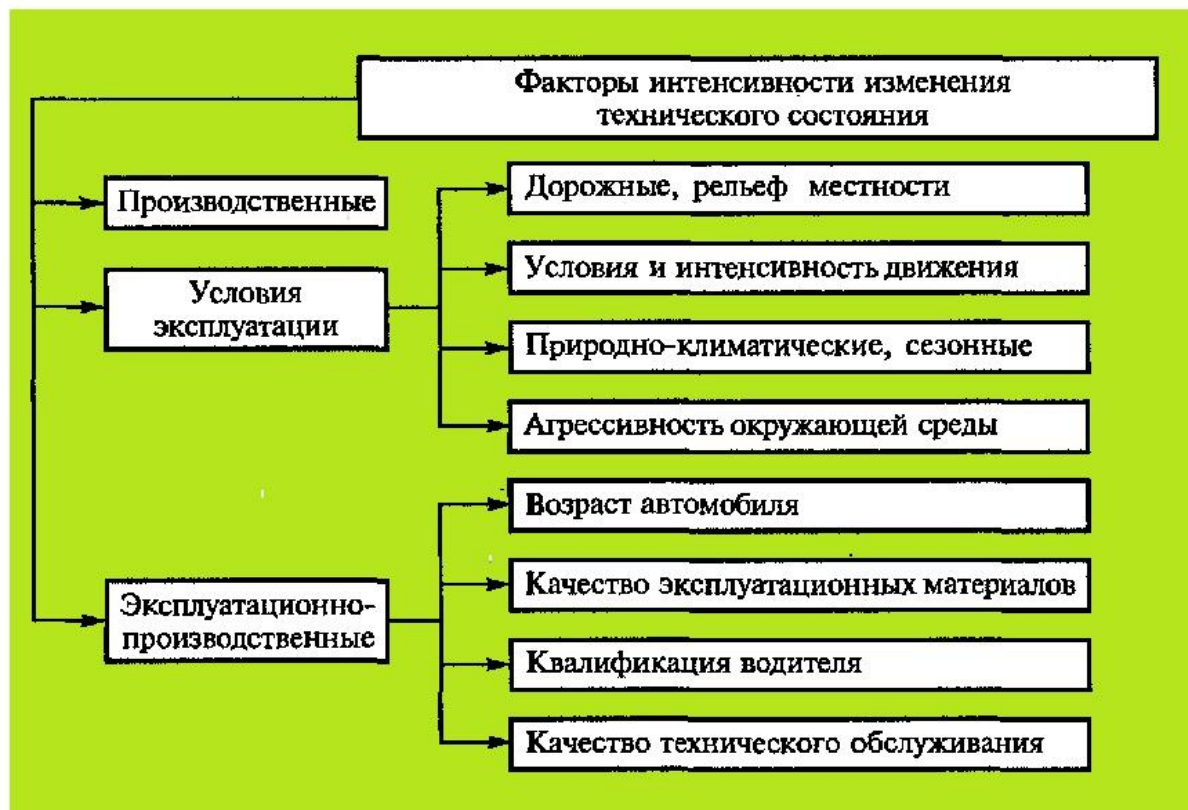 Факторы интенсивности изменения
технического состояния
Производственные
Условия
эксплуатации
Дорожные, рельеф местности
Условия и интенсивность движения
Природно-климатические, сезонные
Агрессивность окружающей среды
Эксплуатационно-
производственные
Возраст автомобиля
Качество эксплуатационных материалов
Квалификация водителя
Качество технического обслуживания